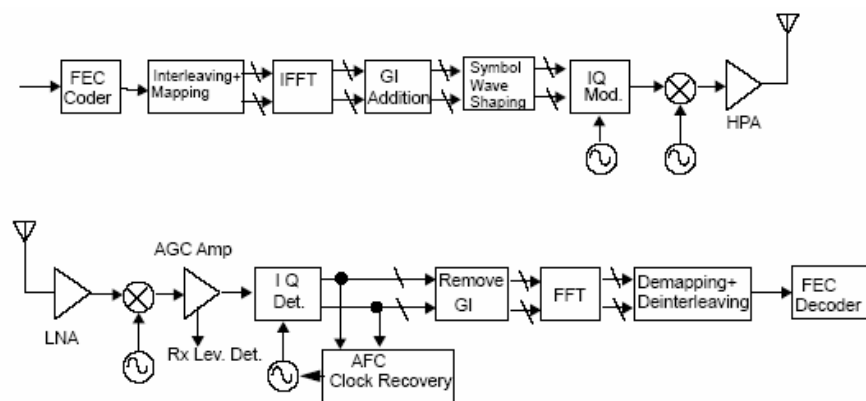 FEC
Coder
Interleaving+
Mapping
IFFT
GI
Addition
Symbol
Wave
Shaping
IQ
Mod.
HPA
LNA
AGC Amp
Rx Lev. Det.
I Q
Det.
AFC
Clock Recovery
Remove
GI
FFT
Demapping+
Deinterleaving
FEC
Decoder